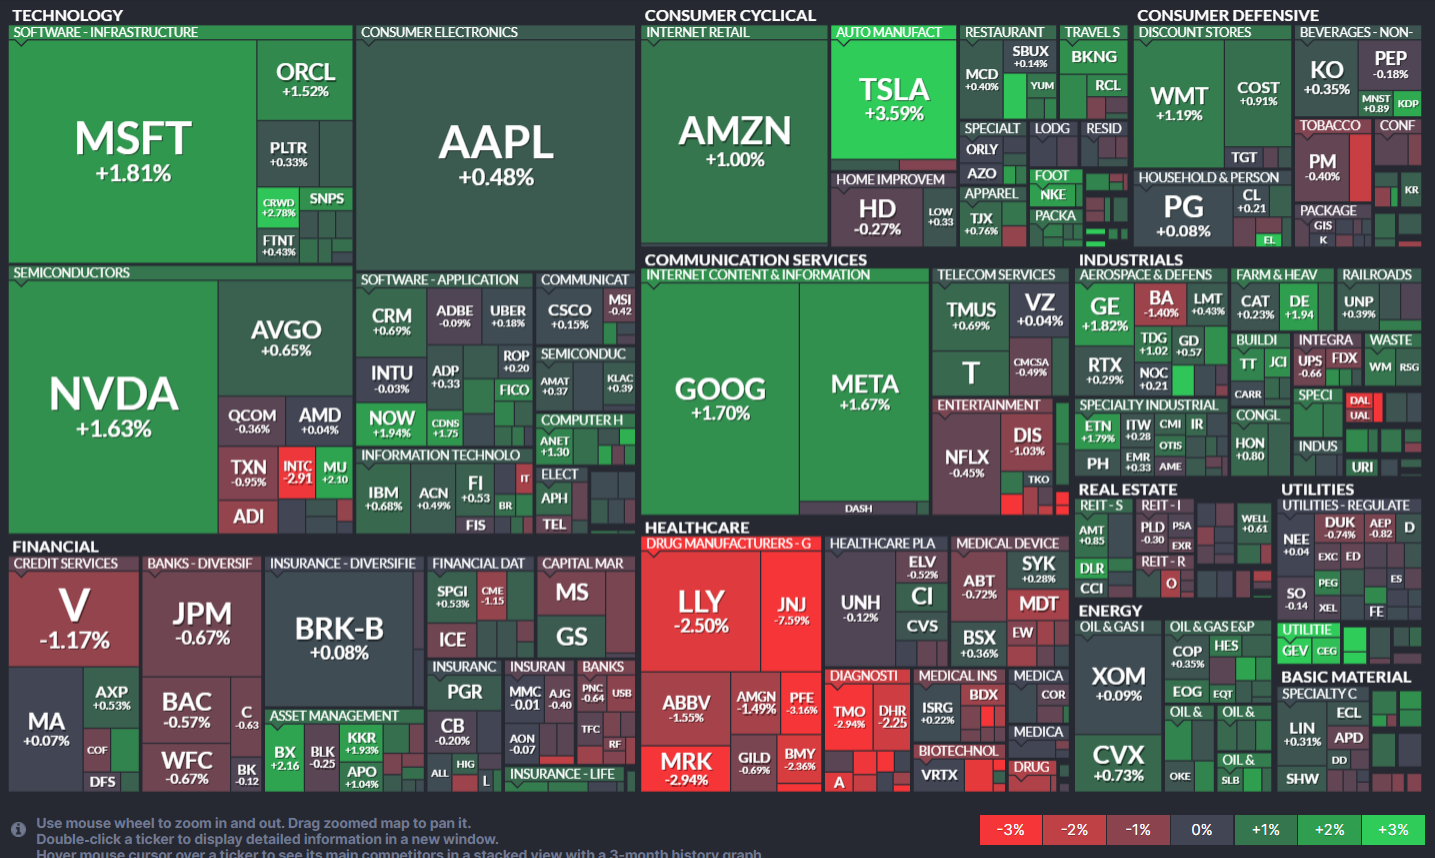 TECHNOLOGY
SOFTWARE - INFRASTRUCTURE
MSFT
+1.81%
ORCL
+1.52%
PLTR
+0.33%
CRWD
+2.78%
SNPS
FTNT
+0.43%
CONSUMER ELECTRONICS
AAPL
+0.48%
SEMICONDUCTORS
NVDA
+1.63%
AVGO
+0.65%
QCOM
-0.36%
AMD
+0.04%
TXN
-0.95%
INTC
-2.91
MU
+2.10
ADI
SOFTWARE - APPLICATION
CRM
+0.69%
ADBE
-0.09%
UBER
+0.18%
INTU
-0.03%
ADP
+0.33
ROP
+0.20
FICO
NOW
+1.94%
CDNS
+1.75
COMMUNICAT
CSCO
+0.15%
MSI
-0.42
SEMICONDUC
AMAT
+0.37
KLAC
+0.39
COMPUTER H
ANET
+1.30
INFORMATION TECHNOLO
IBM
+0.68%
ACN
+0.49%
FI
+0.53
IT
BR
FIS
ELECT
APH
TEL
CONSUMER CYCLICAL
INTERNET RETAIL
AMZN
+1.00%
AUTO MANUFACT
TSLA
+3.59%
HOME IMPROVEM
HD
-0.27%
LOW
+0.33
RESTAURANT
MCD
+0.40%
SBUX
+0.14%
YUM
TRAVEL S
BKNG
RCL
SPECIALT
ORLY
AZO
LODG
RESID
APPAREL
TJX
+0.76%
FOOT
NKE
PACKA
CONSUMER DEFENSIVE
DISCOUNT STORES
WMT
+1.19%
COST
+0.91%
TGT
BEVERAGES - NON-
KO
+0.35%
PEP
-0.18%
MNST
+0.89
KDP
HOUSEHOLD & PERSON
PG
+0.08%
CL
+0.21
EL
TOBACCO
PM
-0.40%
CONF
KR
PACKAGE
GIS
K
COMMUNICATION SERVICES
INTERNET CONTENT & INFORMATION
GOOG
+1.70%
META
+1.67%
DASH
TELECOM SERVICES
TMUS
+0.69%
VZ
+0.04%
T
CMCSA
-0.49%
ENTERTAINMENT
NFLX
-0.45%
DIS
-1.03%
TKO
INDUSTRIALS
AEROSPACE & DEFENS
GE
+1.82%
BA
-1.40%
LMT
+0.43%
RTX
+0.29%
TDG
+1.02
GD
+0.57
NOC
+0.21
FARM & HEAV
CAT
+0.23%
DE
+1.94
RAILROADS
UNP
+0.39%
BUILDI
TT
JCI
CARR
INTEGRA
UPS
-0.66
FDX
WASTE
WM
RSG
SPECIALTY INDUSTRIAL
ETN
+1.79%
ITW
+0.28
CMI
IR
OTIS
PH
EMR
+0.33
AME
CONGL
HON
+0.80
SPECI
DAL
UAL
INDUS
URI
FINANCIAL
CREDIT SERVICES
V
-1.17%
MA
+0.07%
AXP
+0.53%
COF
DFS
BANKS - DIVERSIF
JPM
-0.67%
BAC
-0.57%
C
-0.63
WFC
-0.67%
BK
-0.12
INSURANCE - DIVERSIFIE
BRK-B
+0.08%
ASSET MANAGEMENT
BX
+2.16
BLK
-0.25
KKR
+1.93%
APO
+1.04%
FINANCIAL DAT
SPGI
+0.53%
CME
-1.15
ICE
CAPITAL MAR
MS
GS
INSURANC
PGR
CB
-0.20%
ALL
HIG
L
INSURAN
MMC
-0.01
AJG
-0.40
AON
-0.07
BANKS
PNC
-0.64
USB
TFC
RF
INSURANCE - LIFE
HEALTHCARE
DRUG MANUFACTURERS - G
LLY
-2.50%
JNJ
-7.59%
ABBV
-1.55%
AMGN
-1.49%
PFE
-3.16%
MRK
-2.94%
GILD
-0.69%
BMY
-2.36%
HEALTHCARE PLA
UNH
-0.12%
ELV
-0.52%
CI
CVS
MEDICAL DEVICE
ABT
-0.72%
SYK
+0.28%
MDT
BSX
+0.36%
EW
DIAGNOSTI
TMO
-2.94%
DHR
-2.25
A
MEDICAL INS
ISRG
+0.22%
BDX
MEDICA
COR
BIOTECHNOL
VRTX
MEDICA
DRUG
REAL ESTATE
REIT - S
AMT
+0.85
DLR
CCI
REIT - I
PLD
-0.30
PSA
EXR
REIT - R
O
WELL
+0.61
UTILITIES
UTILITIES - REGULATE
NEE
+0.04
DUK
-0.74%
AEP
-0.82
D
EXC
ED
SO
-0.14
PEG
XEL
ES
FE
UTILITIE
GEV
CEG
ENERGY
OIL & GAS I
XOM
+0.09%
CVX
+0.73%
OIL & GAS E&P
COP
+0.35%
HES
EOG
EQT
OIL &
OKE
OIL &
OIL &
SLB
BASIC MATERIAL
SPECIALTY C
LIN
+0.31%
ECL
APD
DD
SHW
Use mouse wheel to zoom in and out. Drag zoomed map to pan it.
Double-click a ticker to display detailed information in a new window.
Hover mouse cursor over a ticker to see its main competitors in a stacked view with a 3-month history graph
-3%
-2%
-1%
0%
+1%
+2%
+3%